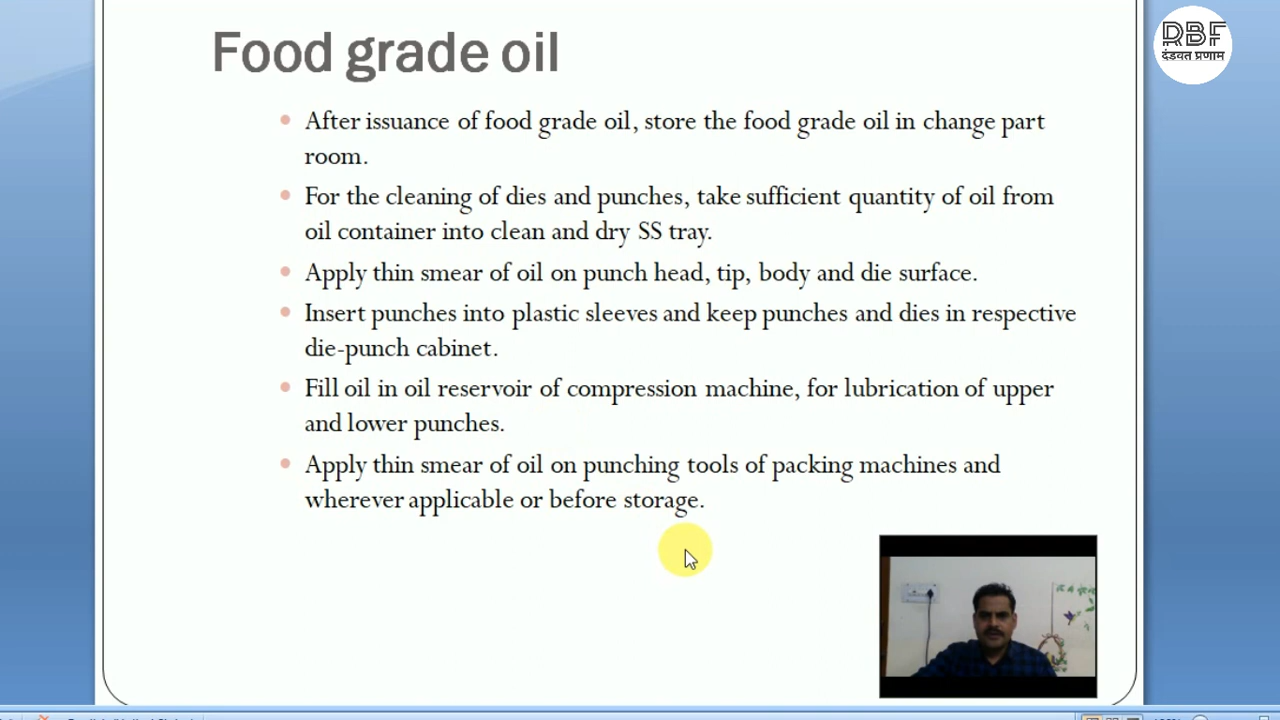 RBF
दंडवत प्रणाम
Food grade oil
After issuance of food grade oil, store the food grade oil in change part
room.
For the cleaning of dies and punches, take sufficient quantity of oil from
oil container into clean and dry SS tray.
Apply thin smear of oil on punch head, tip, body and die surface.
Insert punches into plastic sleeves and keep punches and dies in respective
die-punch cabinet.
Fill oil in oil reservoir of compression machine, for lubrication of upper
and lower punches.
Apply thin smear of oil on punching tools of packing machines and
wherever applicable or before storage.